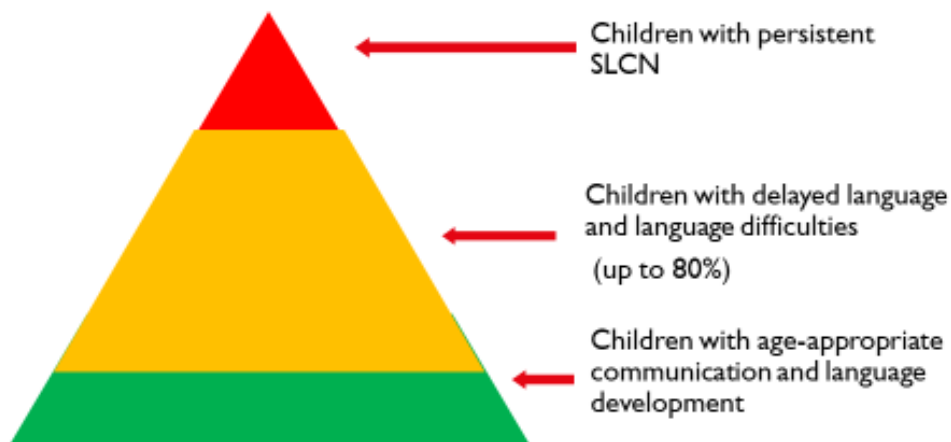 Children with persistent
SLCN
Children with delayed language
and language difficulties
(up to 80%)
Children with age-appropriate
communication and language
development